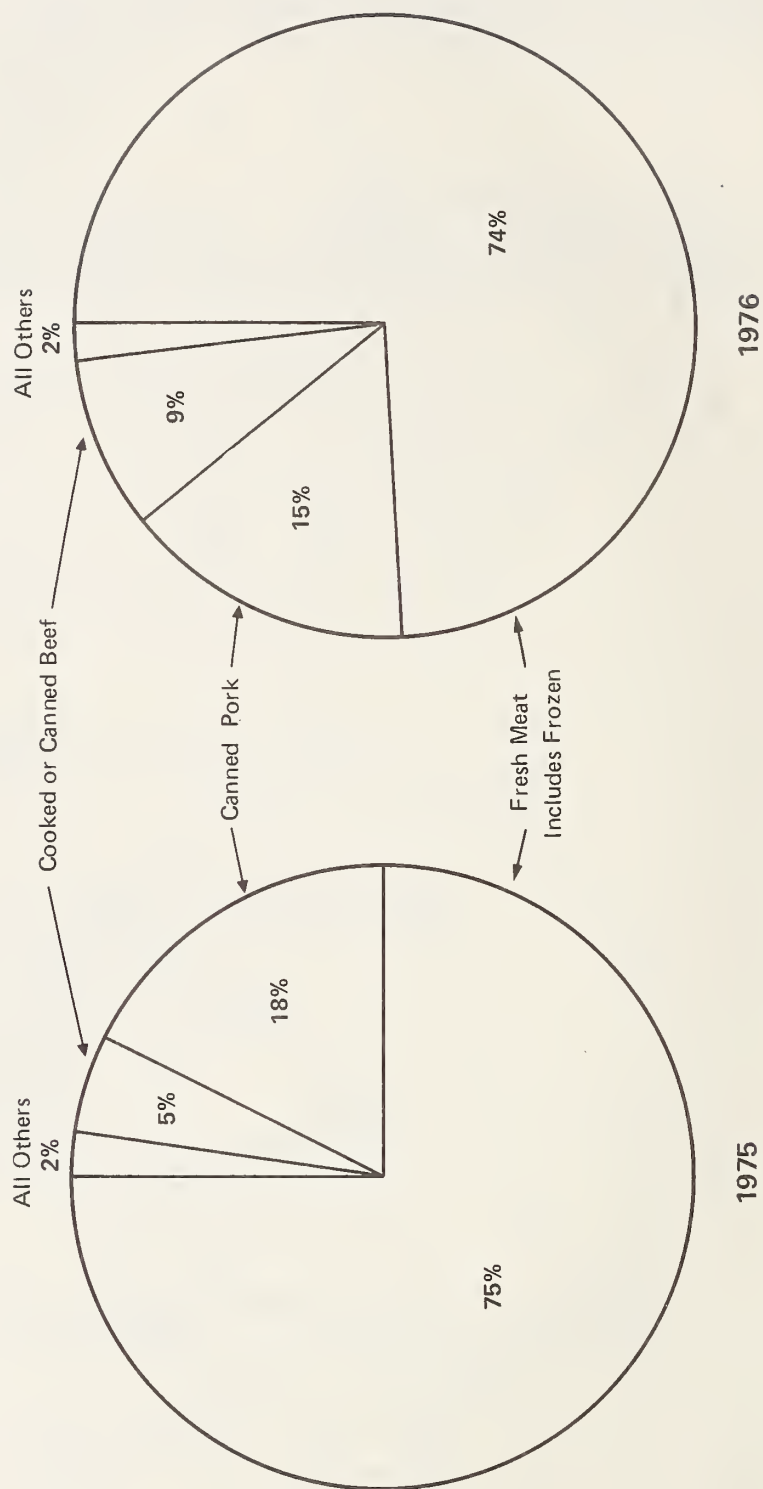 All Others
2%
Cooked or Canned Beef
All Others
2%
5%
9%
Canned Pork
18%
15%
Fresh Meat
Includes Frozen
75%
74%
1975
1976